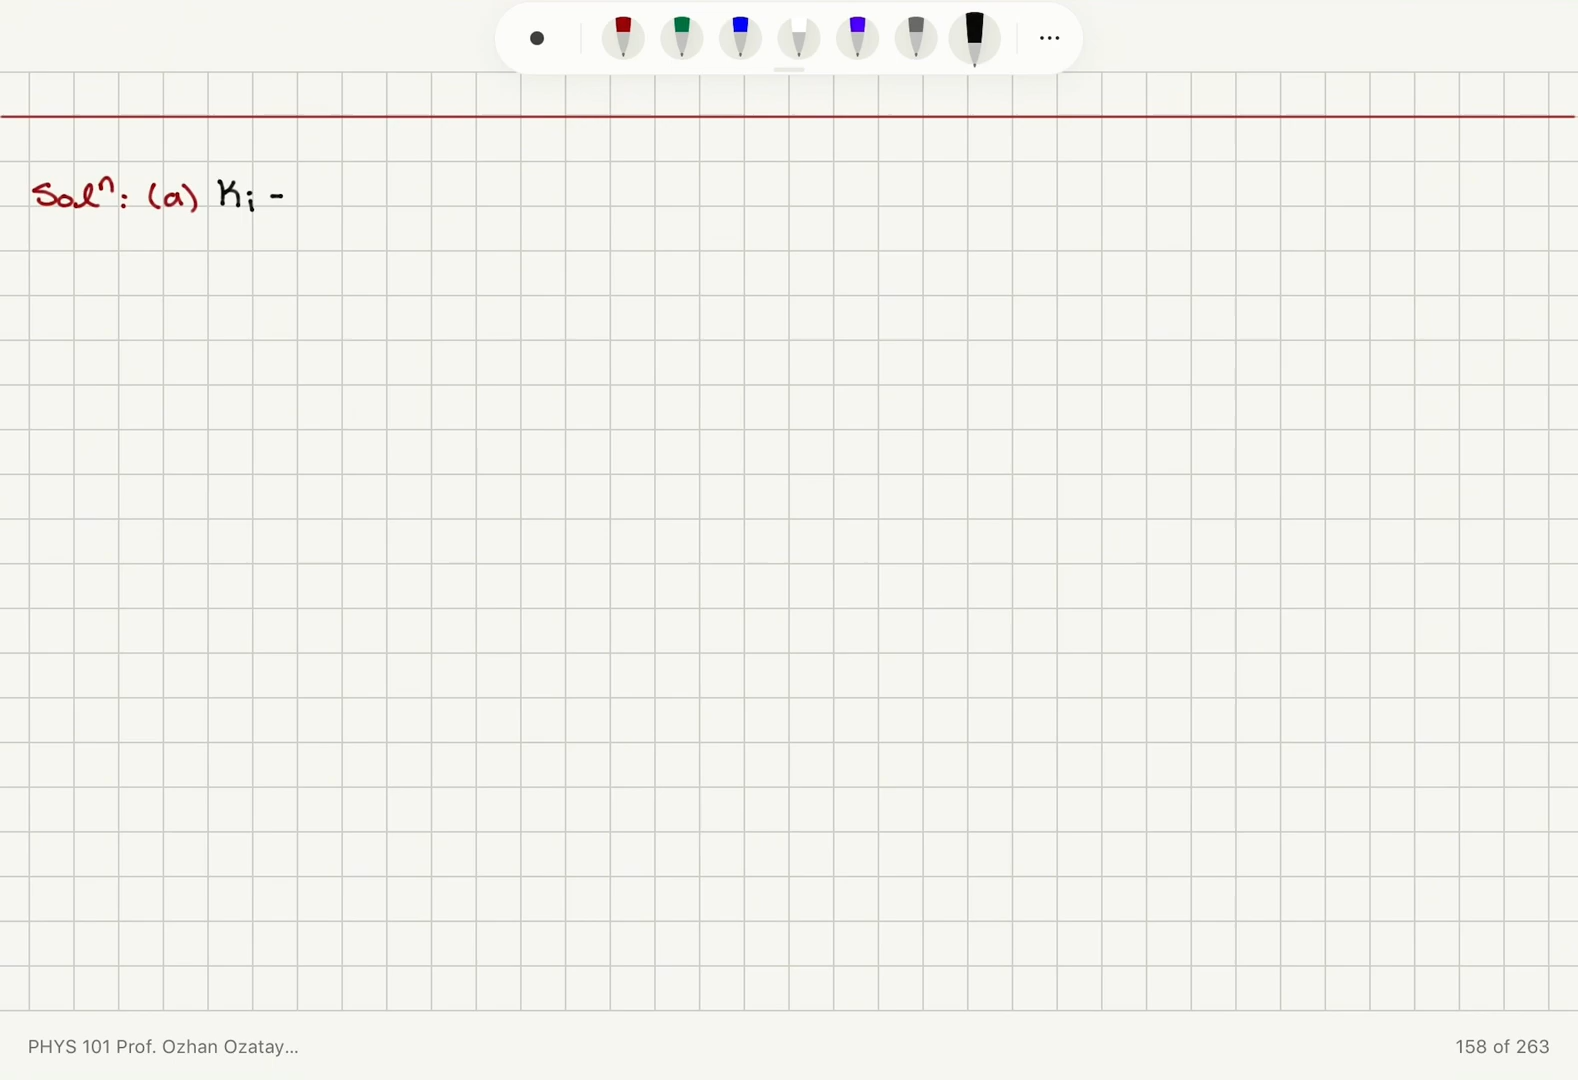 Solⁿ: (a) Ki -
PHYS 101 Prof. Ozhan Ozatay...
158 of 263